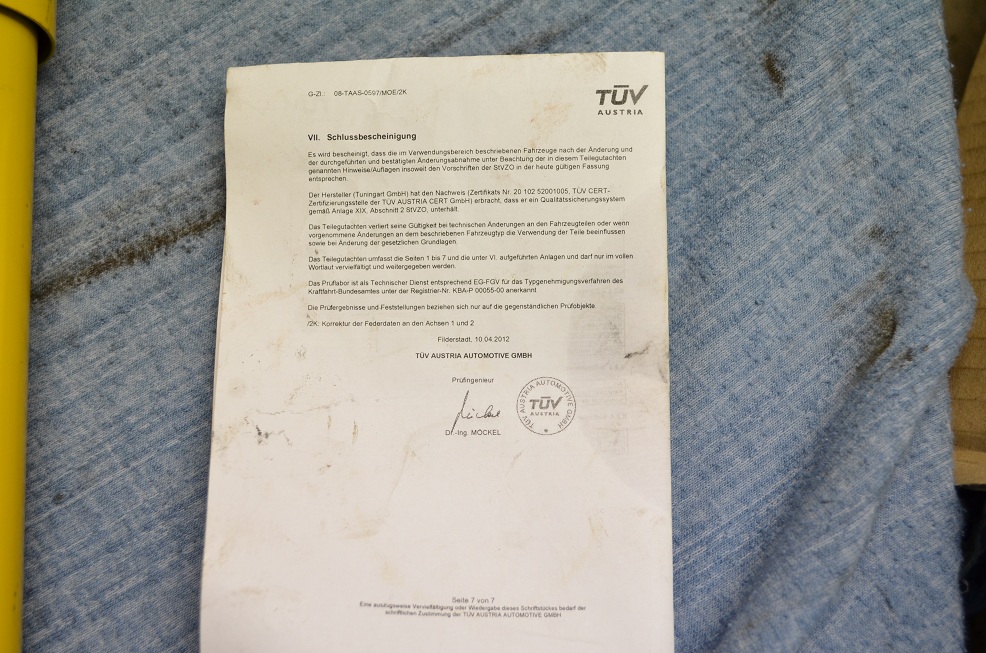 G-Zl.: 08-TAAS-0597/MOE/2K
TÜV
AUSTRIA
VII. Schlussbescheinigung
Es wird bescheinigt, dass die im Verwendungsbereich beschriebenen Fahrzeuge nach der Änderung und
der durchgeführten und bestätigten Änderungsabnahme unter Beachtung der in diesem Teilegutachten
genannten Hinweise/Auflagen insoweit den Vorschriften der StVZO in der heute gültigen Fassung
entsprechen.
Der Hersteller (Tuningart GmbH) hat den Nachweis (Zertifikats Nr. 20 102 52001005, TÜV CERT-
Zertifizierungsstelle der TÜV AUSTRIA CERT GmbH) erbracht, dass er ein Qualitätssicherungssystem
gemäß Anlage XIX, Abschnitt 2 StVZO, unterhält.
Das Teilegutachten verliert seine Gültigkeit bei technischen Änderungen an den Fahrzeugteilen oder wenn
vorgenommene Änderungen an dem beschriebenen Fahrzeugtyp die Verwendung der Teile beeinflussen
sowie bei Änderung der gesetzlichen Grundlagen.
Das Teilegutachten umfasst die Seiten 1 bis 7 und die unter VI. aufgeführten Anlagen und darf nur im vollen
Wortlaut vervielfältigt und weitergegeben werden.
Das Prüflabor ist als Technischer Dienst entsprechend EG-FGV für das Typgenehmigungsverfahren des
Kraftfahrt-Bundesamtes unter der Registrier-Nr. KBA-P 00055-00 anerkannt.
Die Prüfergebnisse und Feststellungen beziehen sich nur auf die gegenständlichen Prüfobjekte
/2K: Korrektur der Federdaten an den Achsen 1 und 2
Filderstadt, 10.04.2012
TÜV AUSTRIA AUTOMOTIVE GMBH
Prüfingenieur
TÜV AUSTRIA AUTOMOTIVE GMBH
TÜV
AUSTRIA
Dr.-Ing. MÖCKEL
Seite 7 von 7
Eine auszugsweise Vervielfältigung oder Wiedergabe dieses Schriftstückes bedarf der
schriftlichen Zustimmung der TÜV AUSTRIA AUTOMOTIVE GMBH